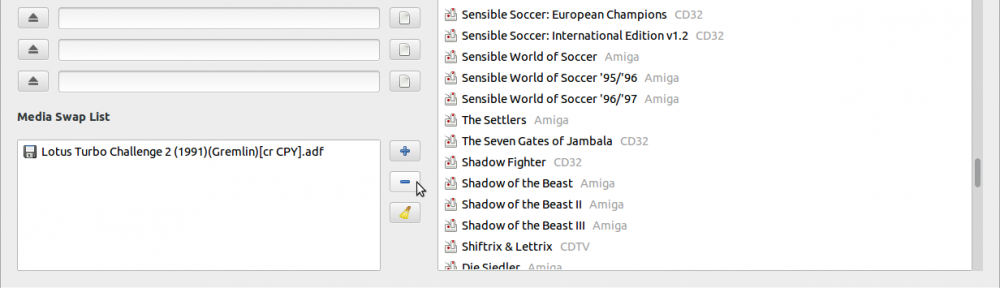 Media Swap List
Lotus Turbo Challenge 2 (1991)(Gremlin)[cr CPY].adf
Sensible Soccer: European Champions CD32
Sensible Soccer: International Edition v1.2 CD32
Sensible World of Soccer Amiga
Sensible World of Soccer '95/'96 Amiga
Sensible World of Soccer '96/'97 Amiga
The Settlers Amiga
The Seven Gates of Jambala CD32
Shadow Fighter CD32
Shadow of the Beast Amiga
Shadow of the Beast II Amiga
Shadow of the Beast III Amiga
Shiftrix & Lettrix CDTV
Die Siedler Amiga